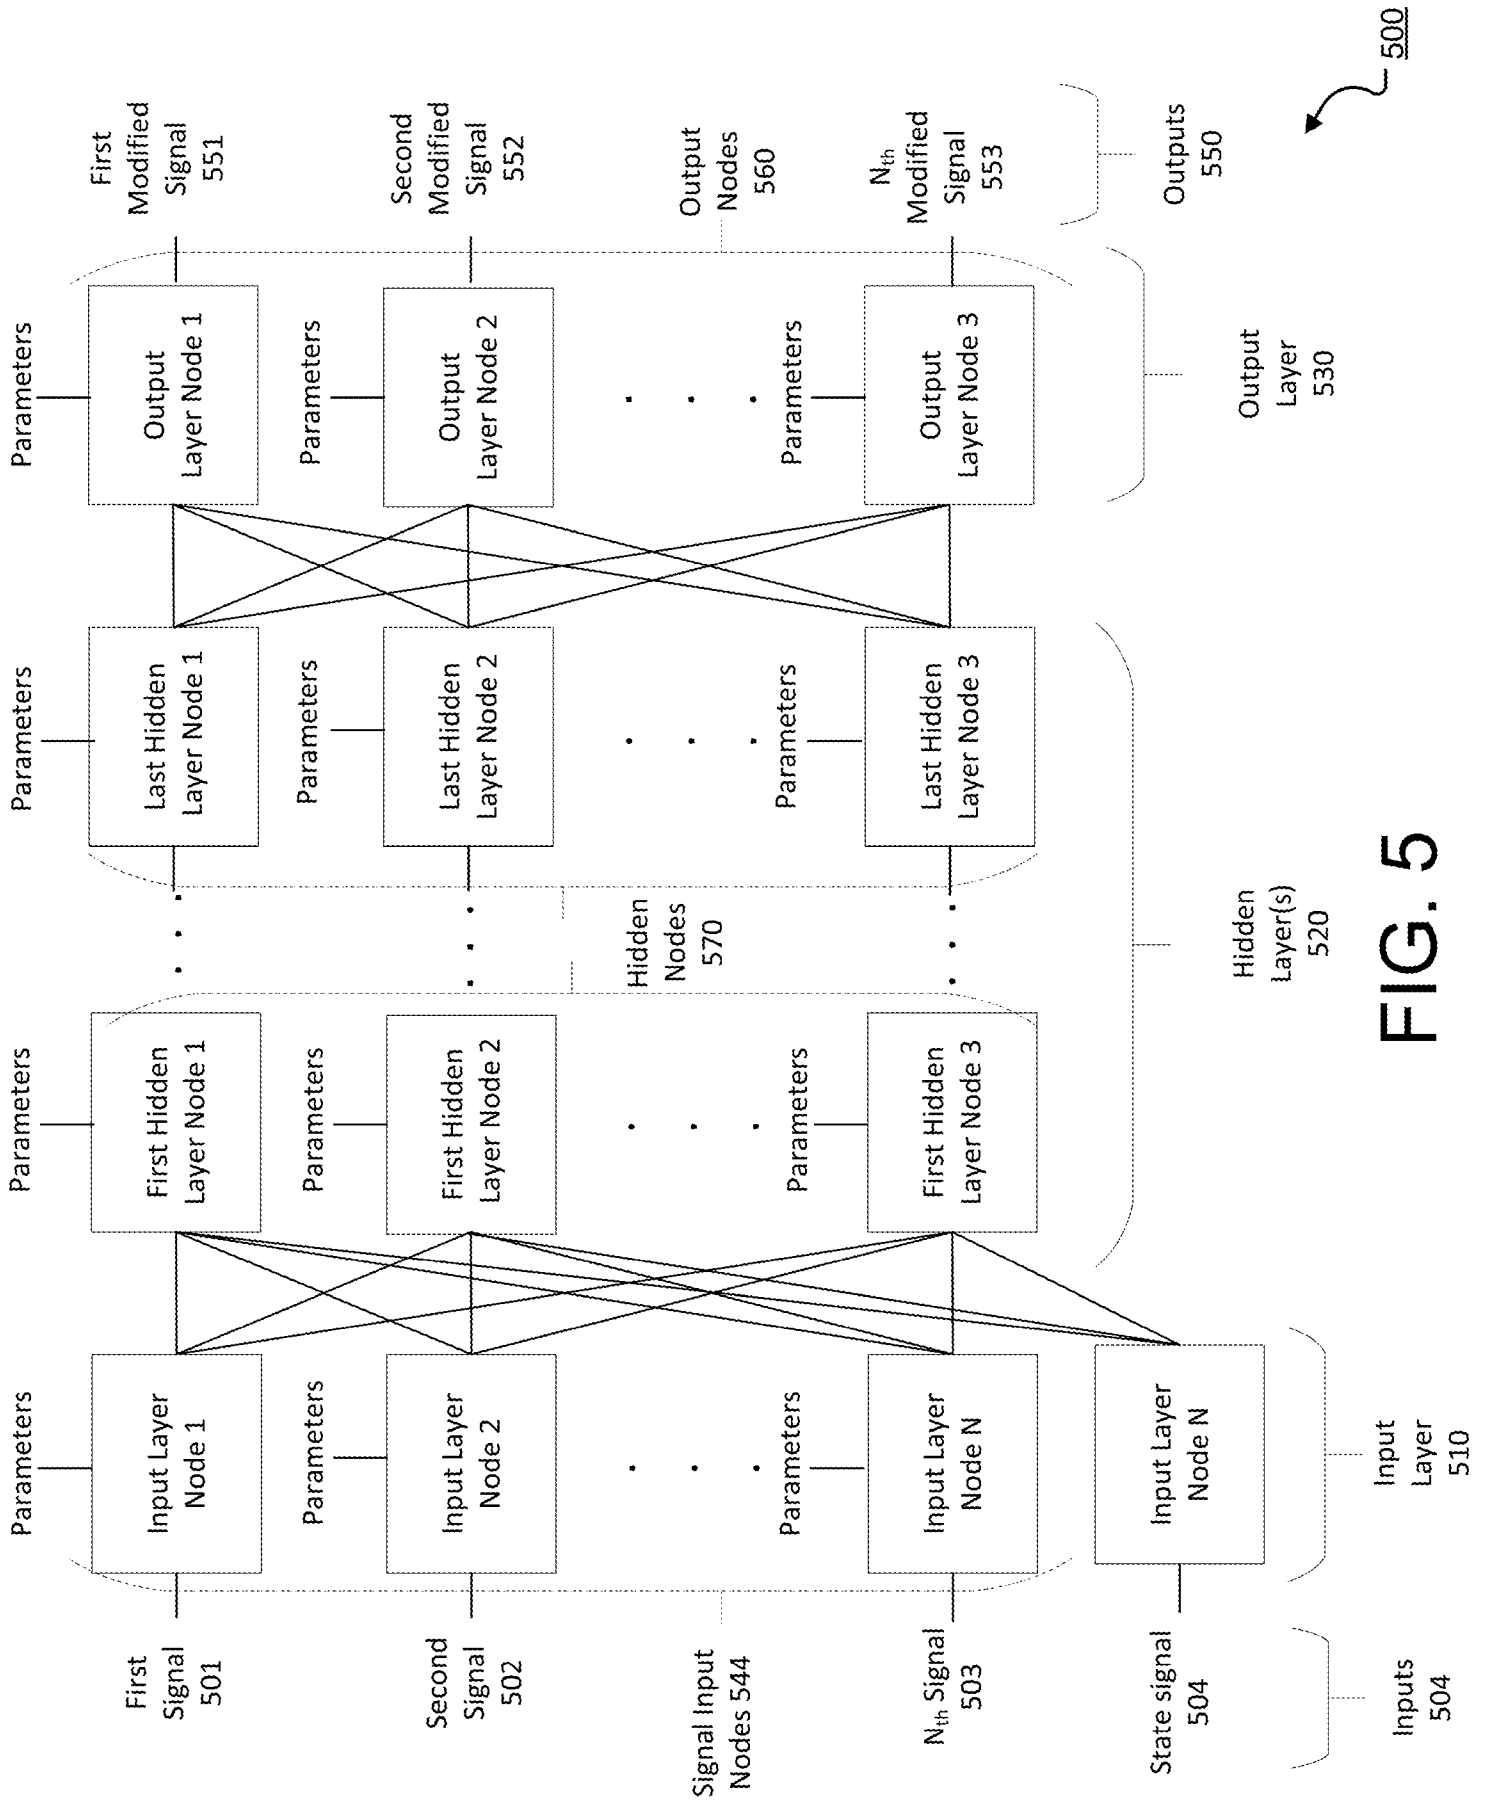 Parameters
Parameters
Parameters
Parameters
First
Signal
501
Input Layer
Node 1
First Hidden
Layer Node 1
Last Hidden
Layer Node 1
Output
Layer Node 1
First
Modified
Signal
551
Parameters
Parameters
Parameters
Parameters
Second
Signal
502
Input Layer
Node 2
First Hidden
Layer Node 2
Last Hidden
Layer Node 2
Output
Layer Node 2
Second
Modified
Signal
552
Signal Input
Nodes 544
Hidden
Nodes
570
Output
Nodes
560
Parameters
Parameters
Parameters
Parameters
Nth Signal
503
Input Layer
Node N
First Hidden
Layer Node 3
Last Hidden
Layer Node 3
Output
Layer Node 3
Nth
Modified
Signal
553
State signal
504
Input Layer
Node N
Inputs
504
Input
Layer
510
Hidden
Layer(s)
520
Output
Layer
530
Outputs
550
500
FIG. 5